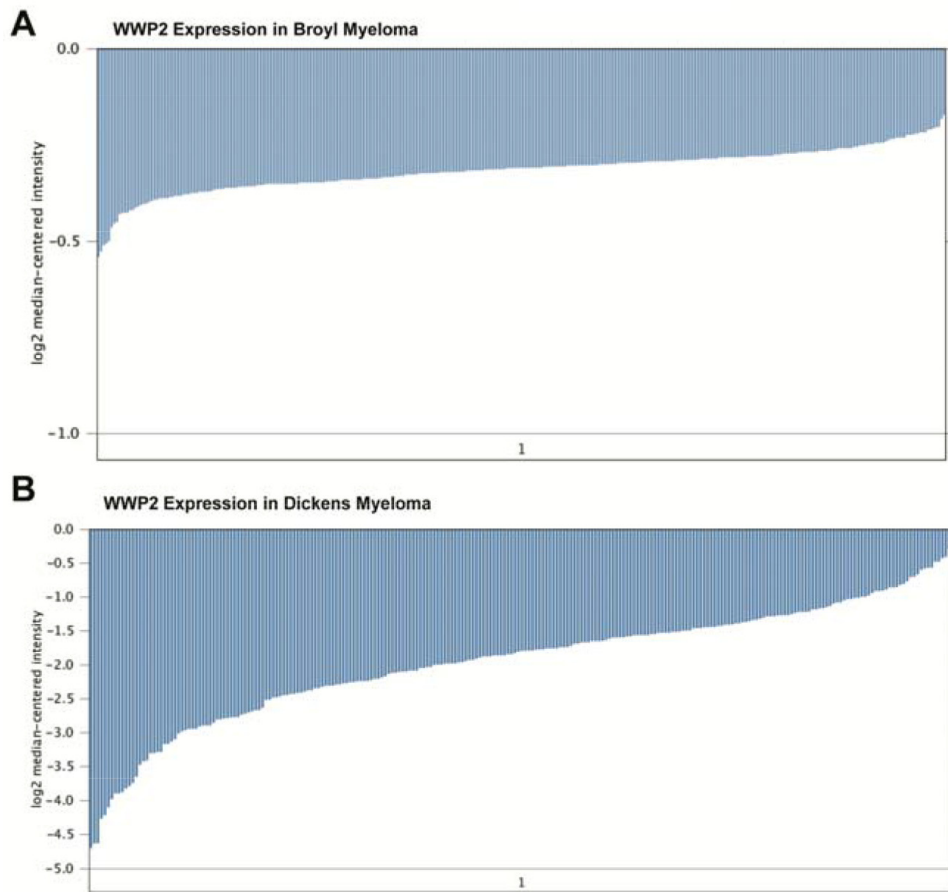 A
WWP2 Expression in Broyl Myeloma
0.0
log2 median-centered intensity
-0.5
-1.0
1
B
WWP2 Expression in Dickens Myeloma
0.0
-0.5
-1.0
-1.5
-2.0
log2 median-centered intensity
-2.5
-3.0
-3.5
-4.0
-4.5
-5.0
1